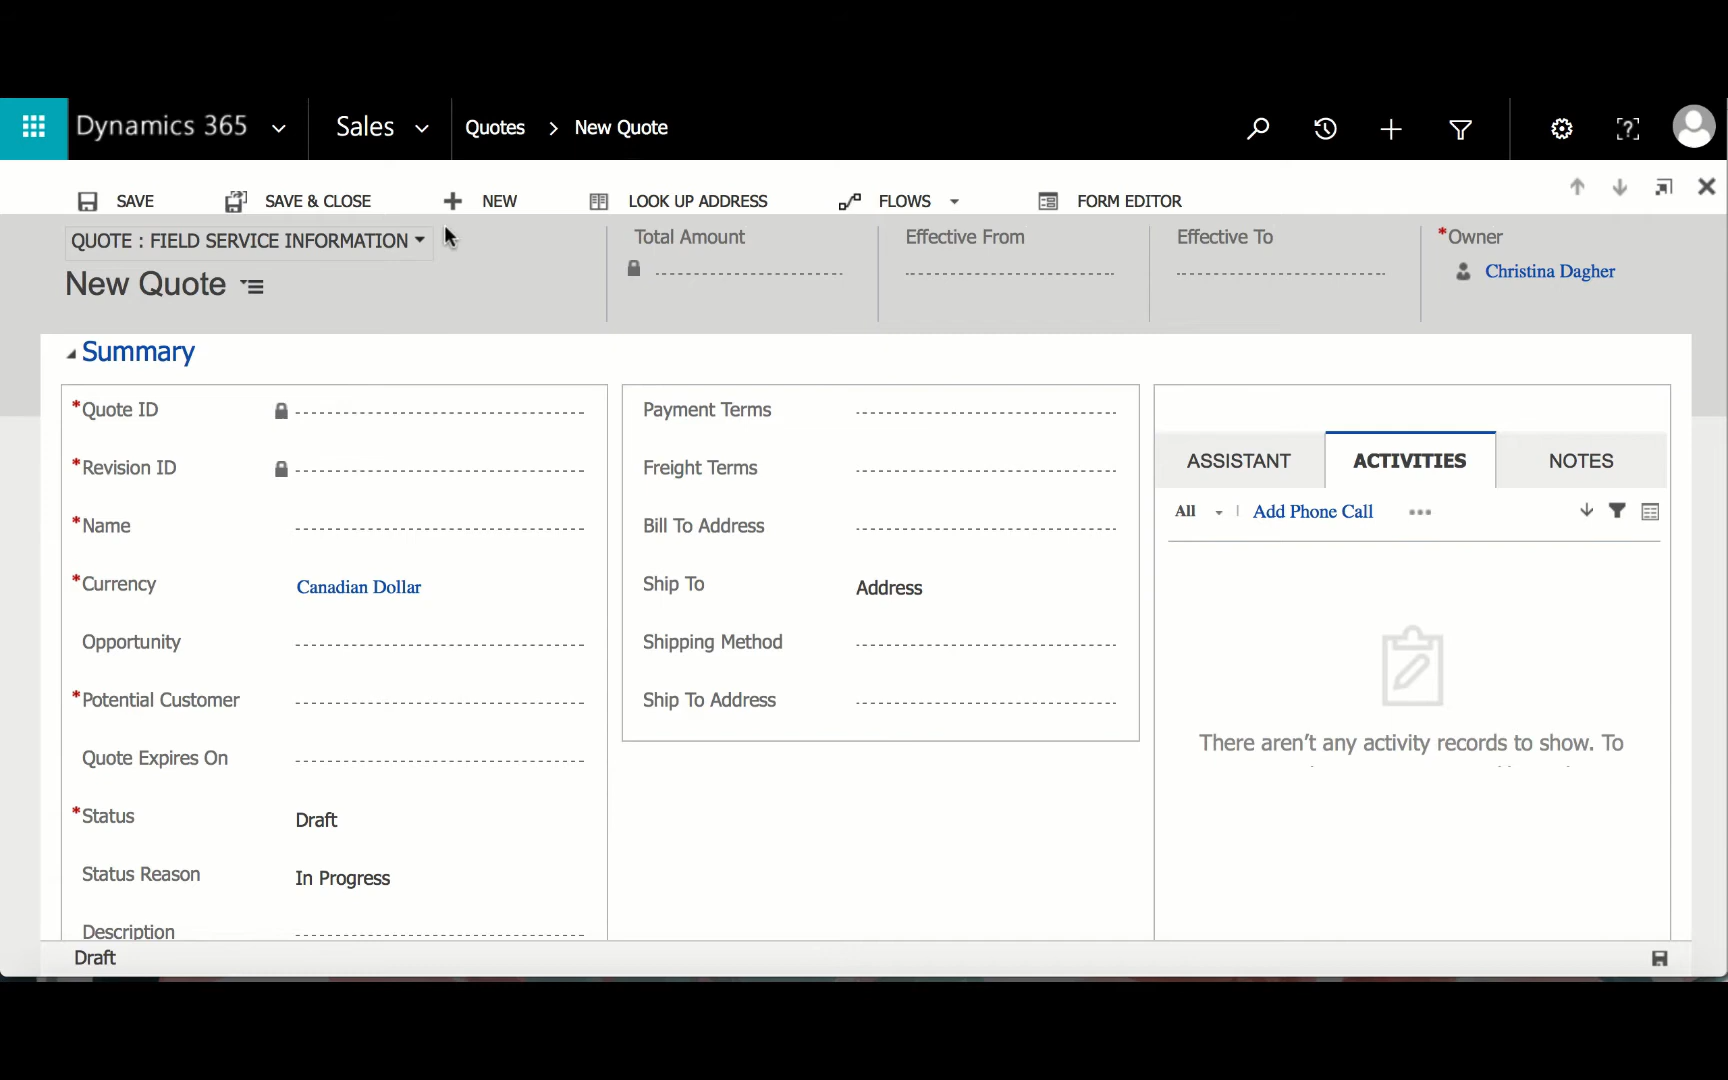 Dynamics 365 Sales Quotes > New Quote
SAVE SAVE & CLOSE NEW LOOK UP ADDRESS FLOWS FORM EDITOR
QUOTE : FIELD SERVICE INFORMATION
New Quote
Total Amount
Effective From
Effective To
*Owner
Christina Dagher
Summary
*Quote ID
*Revision ID
*Name
*Currency Canadian Dollar
Opportunity
*Potential Customer
Quote Expires On
*Status Draft
Status Reason In Progress
Description
Payment Terms
Freight Terms
Bill To Address
Ship To Address
Shipping Method
Ship To Address
ASSISTANT ACTIVITIES NOTES
All Add Phone Call
There aren't any activity records to show. To
Draft